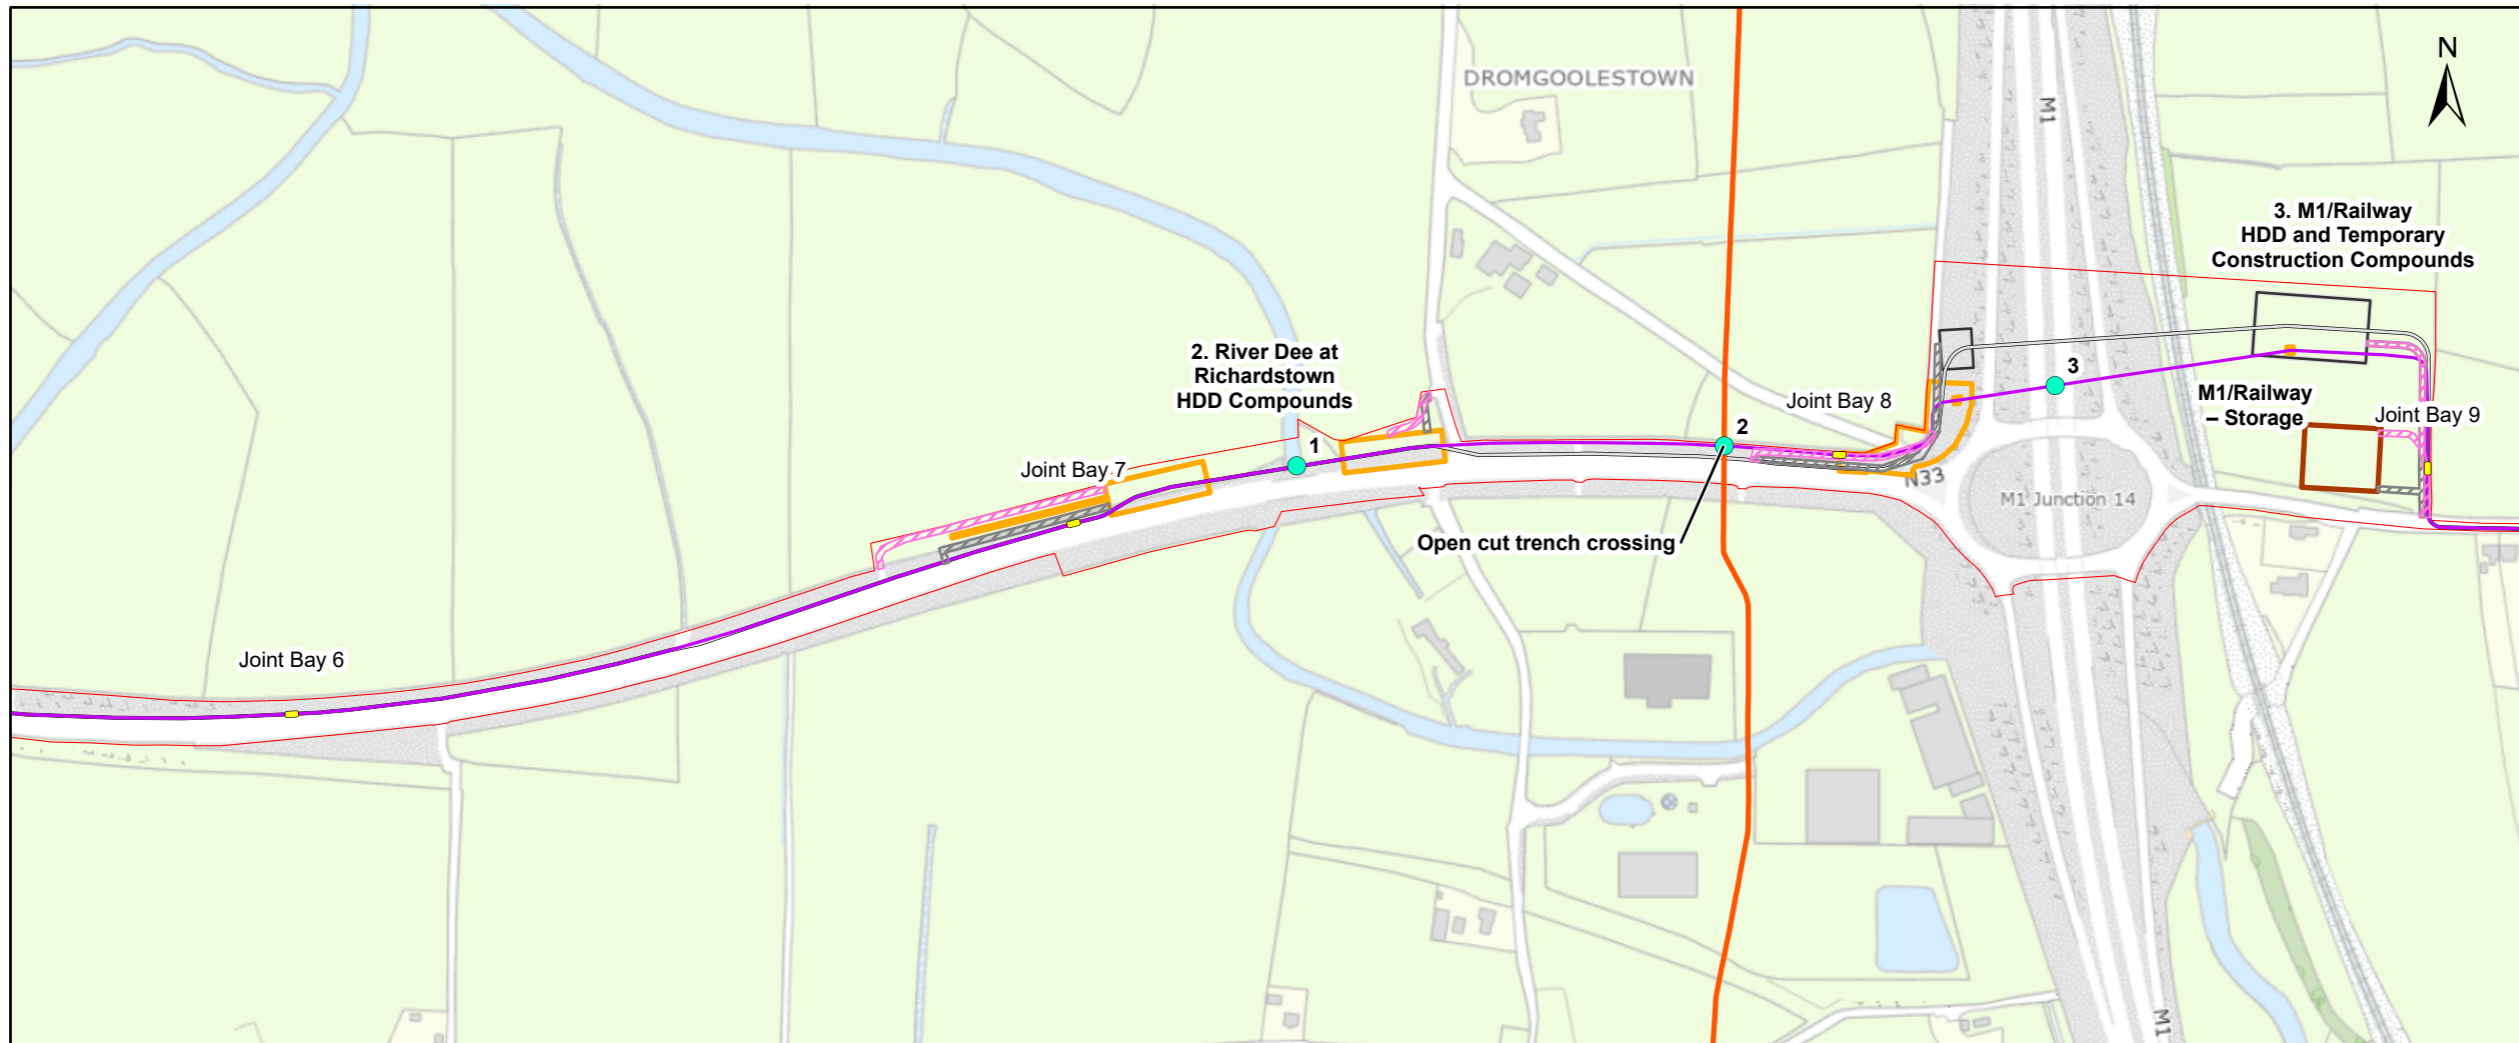 N
DROMGOOLESTOWN
M1
3. M1/Railway
HDD and Temporary
Construction Compounds
2. River Dee at
Richardstown
HDD Compounds
3
M1/Railway
– Storage
Joint Bay 8
Joint Bay 9
2
1
Joint Bay 7
N33
M1 Junction 14
Open cut trench crossing
Joint Bay 6
M1